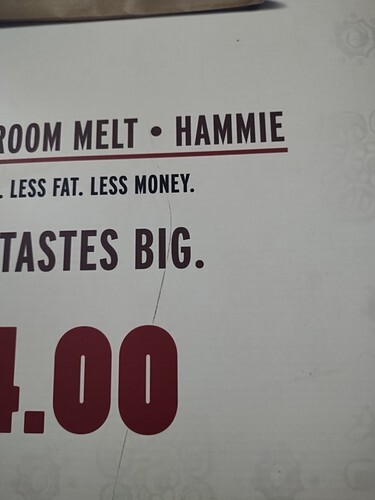 ROOM MELT • HAMMIE
. LESS FAT. LESS MONEY.
TASTES BIG.
4.00